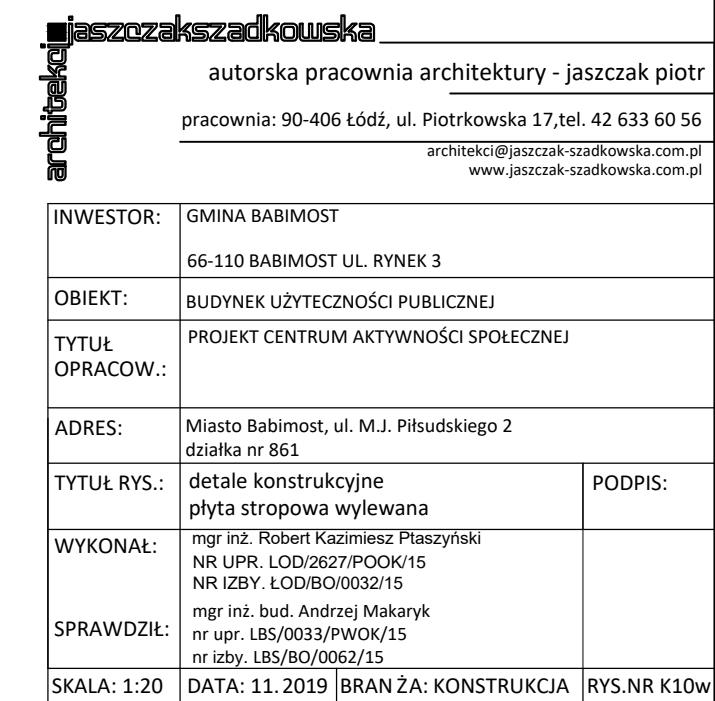 jaszczakszadkowska
architekci
autorska pracownia architektury - jaszczak piotr
pracownia: 90-406 Łódź, ul. Piotrkowska 17,tel. 42 633 60 56
architekci@jaszczak-szadkowska.com.pl
www.jaszczak-szadkowska.com.pl
INWESTOR: GMINA BABIMOST
66-110 BABIMOST UL. RYNEK 3
OBIEKT: BUDYNEK UŻYTECZNOŚCI PUBLICZNEJ
TYTUŁ OPRACOW.: PROJEKT CENTRUM AKTYWNOŚCI SPOŁECZNEJ
ADRES: Miasto Babimost, ul. M.J. Piłsudskiego 2
działka nr 861
TYTUŁ RYS.: detale konstrukcyjne PODPIS:
płyta stropowa wylewana
WYKONAŁ: mgr inż. Robert Kazimiesz Ptaszyński
NR UPR. LOD/2627/POOK/15
NR IZBY. ŁOD/BO/0032/15
SPRAWDZIŁ: mgr inż. bud. Andrzej Makaryk
nr upr. LBS/0033/PWOK/15
nr izby. LBS/BO/0062/15
SKALA: 1:20 DATA: 11. 2019 BRAN ŻA: KONSTRUKCJA RYS.NR K10w